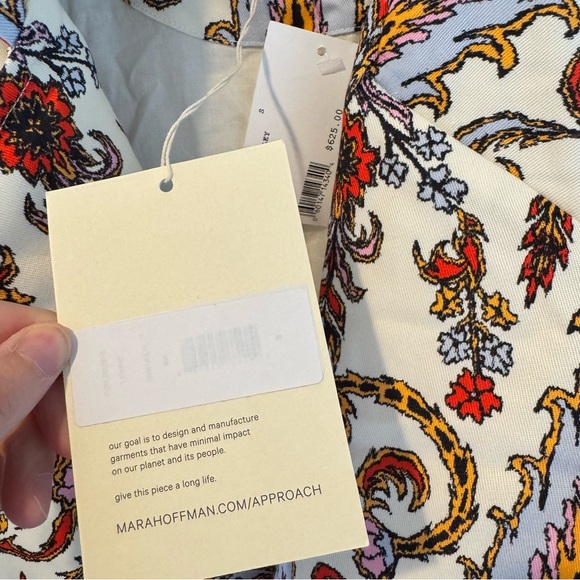 S
$625.00
our goal is to design and manufacture
garments that have minimal impact
on our planet and its people.
give this piece a long life.
MARAHOFFMAN.COM/APPROACH